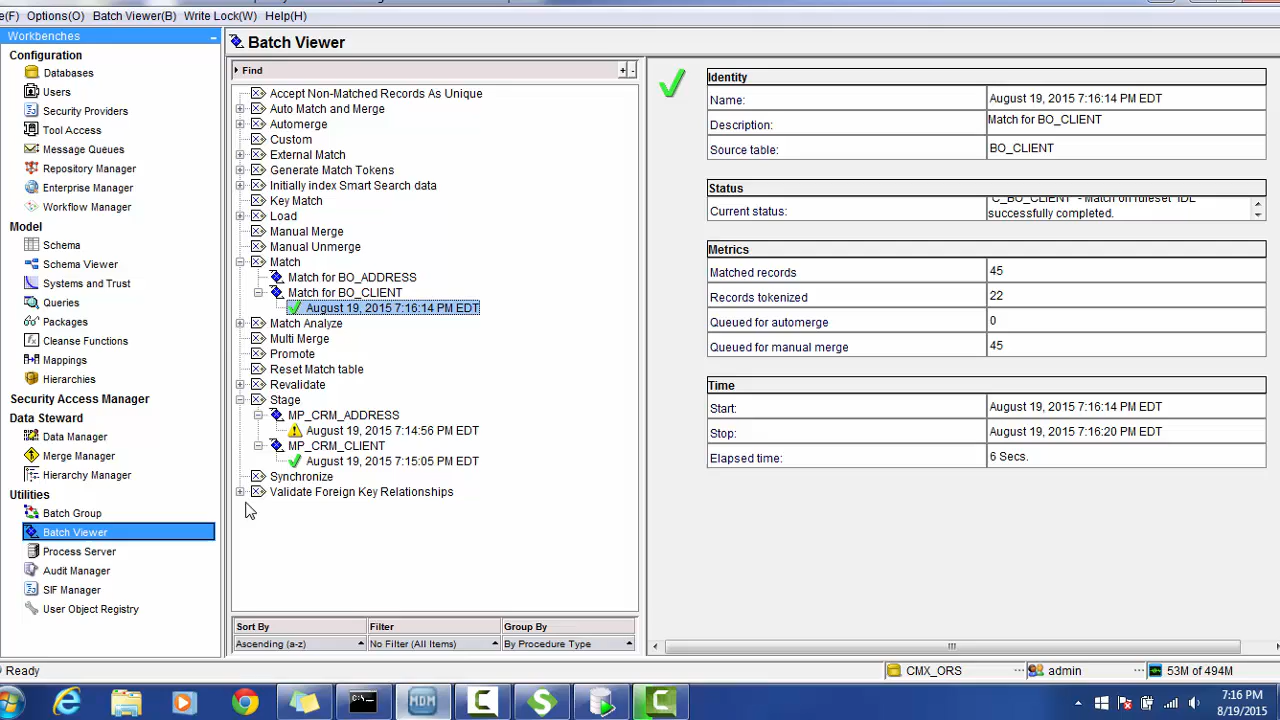 e(F) Options(O) Batch Viewer(B) Write Lock(W) Help(H)
Workbenches
Configuration
Databases
Users
Security Providers
Tool Access
Message Queues
Repository Manager
Enterprise Manager
Workflow Manager
Model
Schema
Schema Viewer
Systems and Trust
Queries
Packages
Cleanse Functions
Mappings
Hierarchies
Security Access Manager
Data Steward
Data Manager
Merge Manager
Hierarchy Manager
Utilities
Batch Group
Batch Viewer
Process Server
Audit Manager
SIF Manager
User Object Registry
Batch Viewer
Find
Accept Non-Matched Records As Unique
Auto Match and Merge
Automerge
Custom
External Match
Generate Match Tokens
Initially index Smart Search data
Key Match
Load
Manual Merge
Manual Unmerge
Match
Match for BO_ADDRESS
Match for BO_CLIENT
August 19, 2015 7:16:14 PM EDT
Match Analyze
Multi Merge
Promote
Reset Match table
Revalidate
Stage
MP_CRM_ADDRESS
August 19, 2015 7:14:56 PM EDT
MP_CRM_CLIENT
August 19, 2015 7:15:05 PM EDT
Synchronize
Validate Foreign Key Relationships
Sort By Filter Group By
Ascending (a-z) No Filter (All Items) By Procedure Type
Identity
Name: August 19, 2015 7:16:14 PM EDT
Description: Match for BO_CLIENT
Source table: BO_CLIENT
Status
C_BO_CLIENT - Match on ruleset 'IDL'
Current status: successfully completed.
Metrics
Matched records 45
Records tokenized 22
Queued for automerge 0
Queued for manual merge 45
Time
Start: August 19, 2015 7:16:14 PM EDT
Stop: August 19, 2015 7:16:20 PM EDT
Elapsed time: 6 Secs.
Ready CMX_ORS admin 53M of 494M
C:\ MDM
7:16 PM
8/19/2015